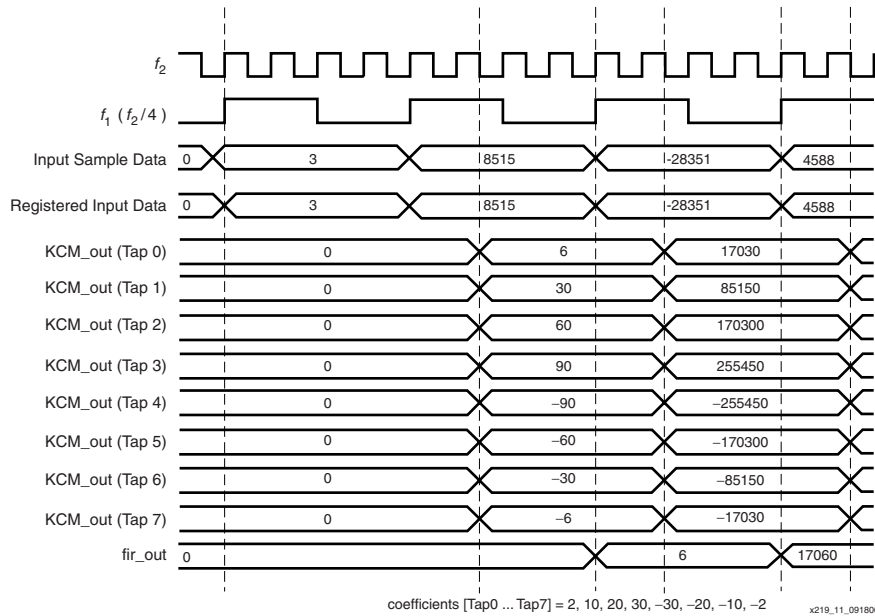 f2
f1 ( f2/4 )
Input Sample Data 0 3 8515 -28351 4588
Registered Input Data 0 3 8515 -28351 4588
KCM_out (Tap 0) 0 6 17030
KCM_out (Tap 1) 0 30 85150
KCM_out (Tap 2) 0 60 170300
KCM_out (Tap 3) 0 90 255450
KCM_out (Tap 4) 0 –90 –255450
KCM_out (Tap 5) 0 –60 –170300
KCM_out (Tap 6) 0 –30 –85150
KCM_out (Tap 7) 0 –6 –17030
fir_out 0 6 17060
coefficients [Tap0 ... Tap7] = 2, 10, 20, 30, –30, –20, –10, –2
x219_11_091800